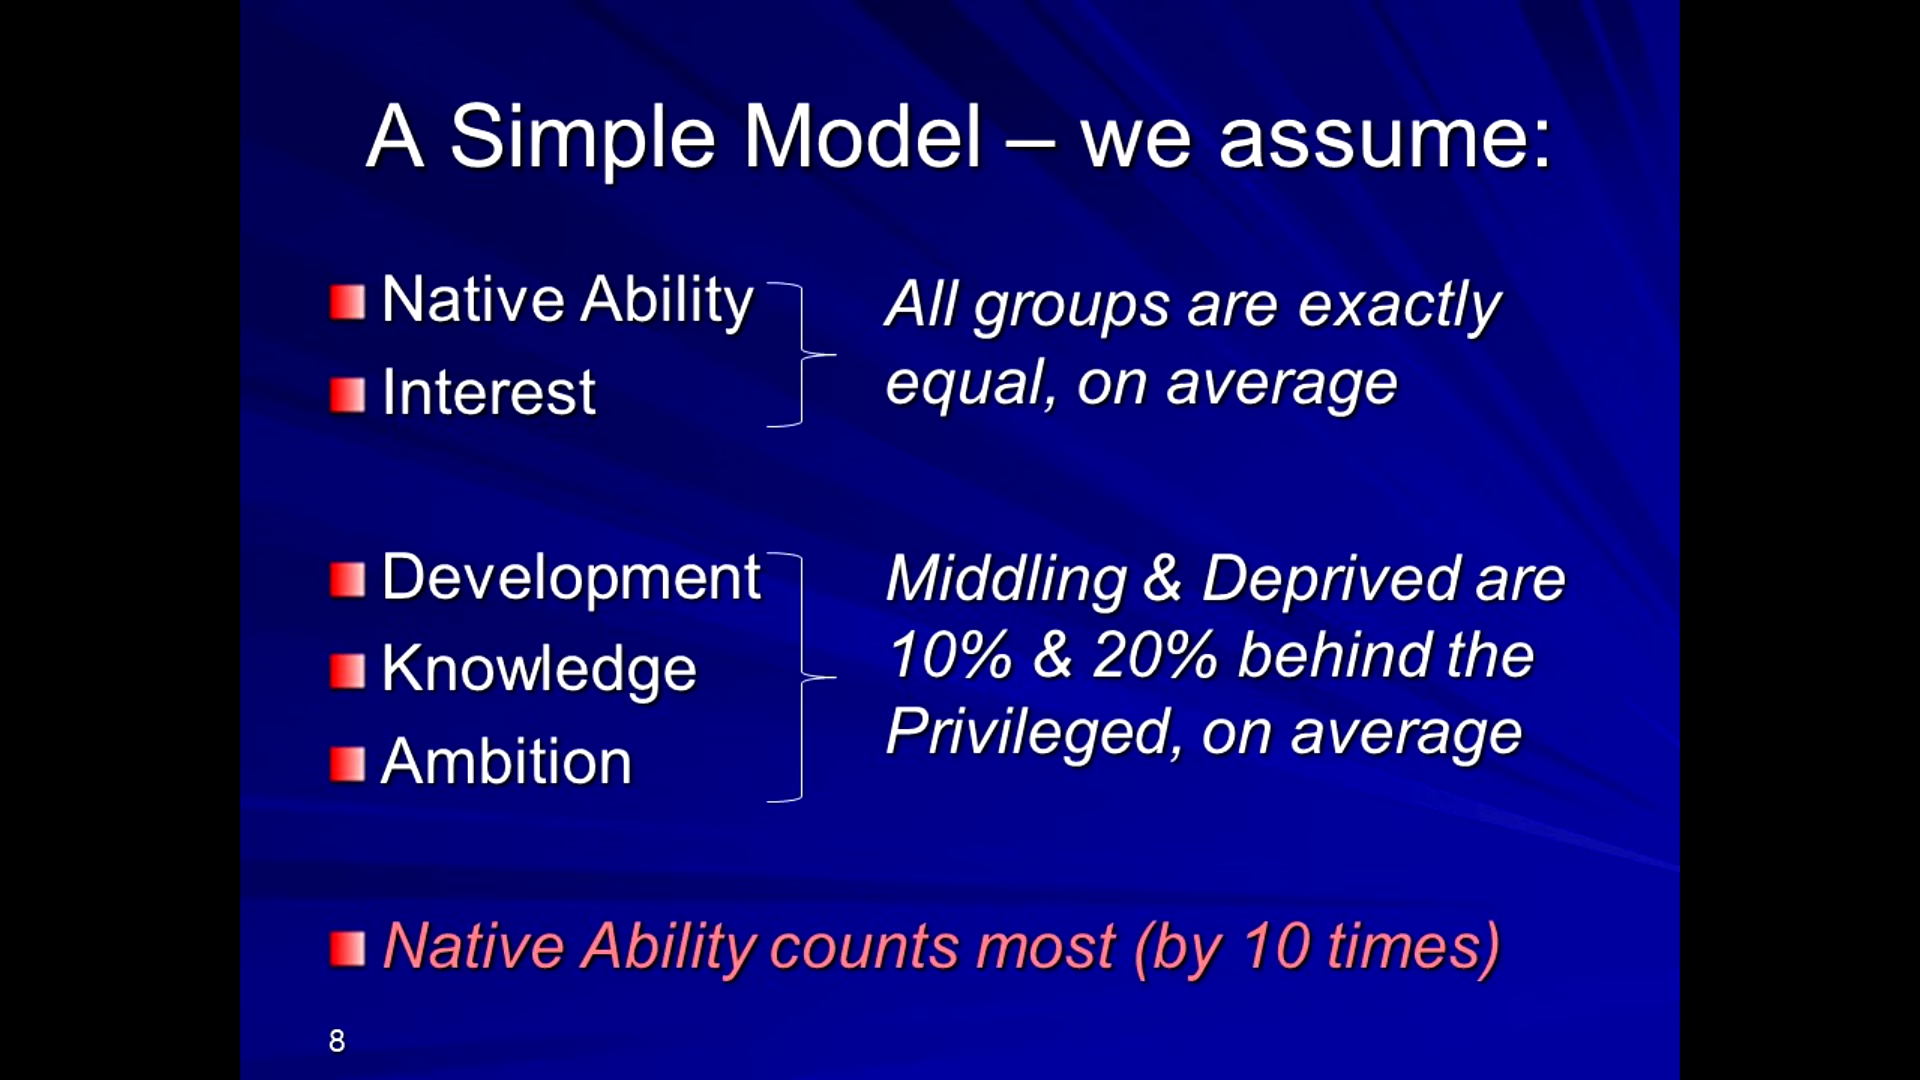 A Simple Model – we assume:
Native Ability
Interest
All groups are exactly
equal, on average
Development
Knowledge
Ambition
Middling & Deprived are
10% & 20% behind the
Privileged, on average
Native Ability counts most (by 10 times)
8